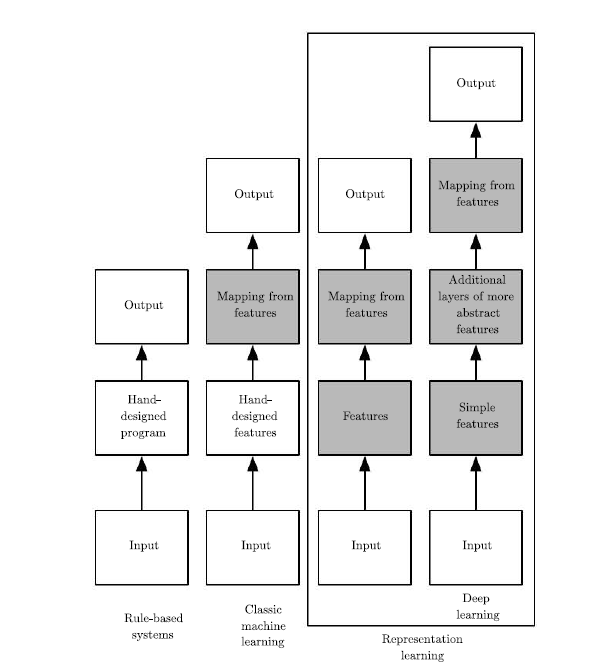 Output
Output
Output
Mapping from
features
Output
Mapping from
features
Mapping from
features
Additional
layers of more
abstract
features
Hand-
designed
program
Hand-
designed
features
Features
Simple
features
Input
Input
Input
Input
Rule-based
systems
Classic
machine
learning
Deep
learning
Representation
learning